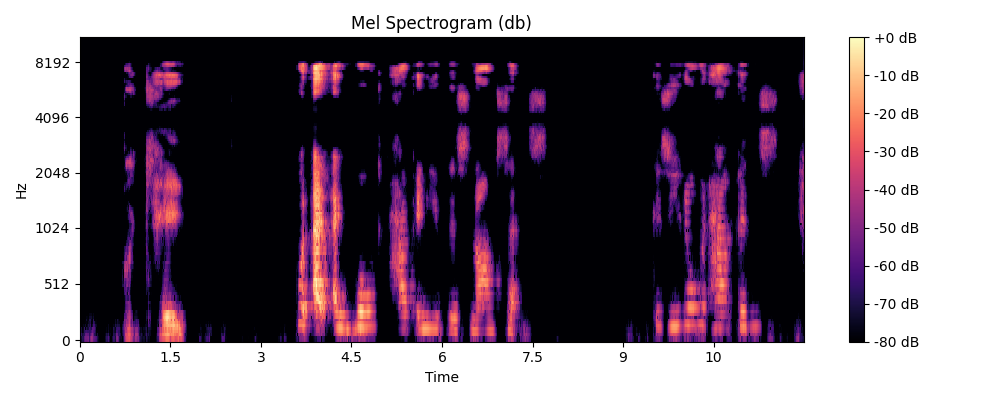 Mel Spectrogram (db)
8192
4096
2048
1024
512
0
Hz
0 1.5 3 4.5 6 7.5 9 10
Time
+0 dB
-10 dB
-20 dB
-30 dB
-40 dB
-50 dB
-60 dB
-70 dB
-80 dB